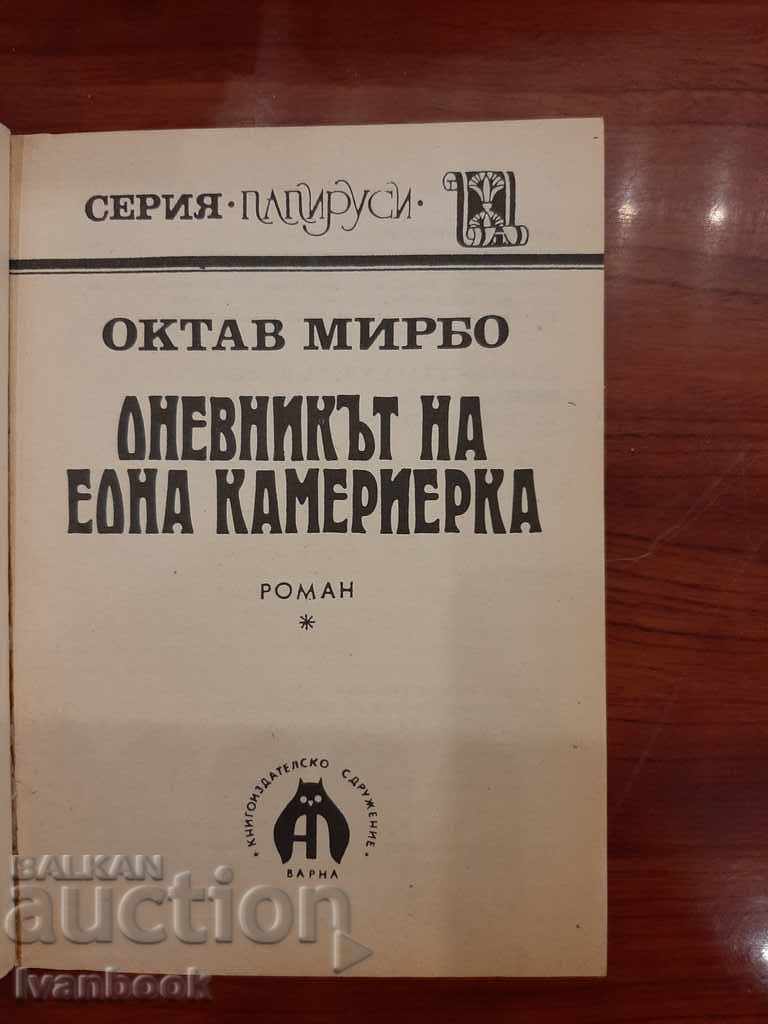 СЕРИЯ · ПАПИРУСИ ·
ОКТАВ МИРБО
ДНЕВНИКЪТ НА
ЕДНА КАМЕРИЕРКА
РОМАН
*
· КНИГОИЗДАТЕЛСКО СДРУЖЕНИЕ ·
ВАРНА
BALKAN
auction
Ivanbook